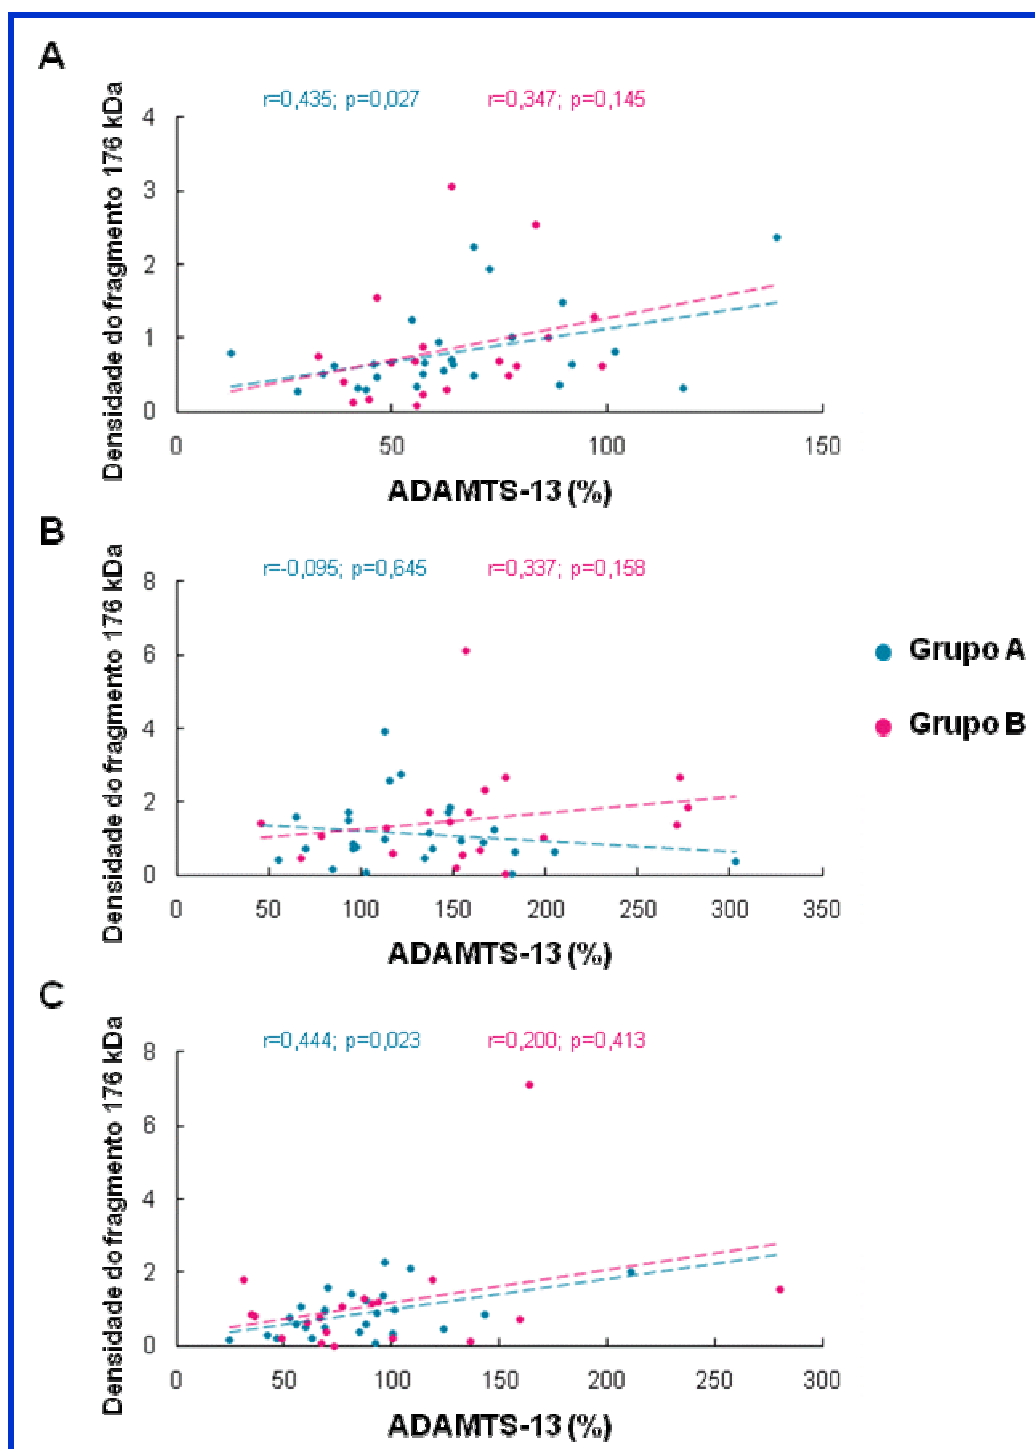 A
r=0,435; p=0,027 r=0,347; p=0,145
Densidade do fragmento 176 kDa
4
3
2
1
0
0 50 100 150
ADAMTS-13 (%)
B
r=-0,095; p=0,645 r=0,337; p=0,158
Densidade do fragmento 176 kDa
8
6
4
2
0
0 50 100 150 200 250 300 350
ADAMTS-13 (%)
Grupo A
Grupo B
C
r=0,444; p=0,023 r=0,200; p=0,413
Densidade do fragmento 176 kDa
8
6
4
2
0
0 50 100 150 200 250 300
ADAMTS-13 (%)